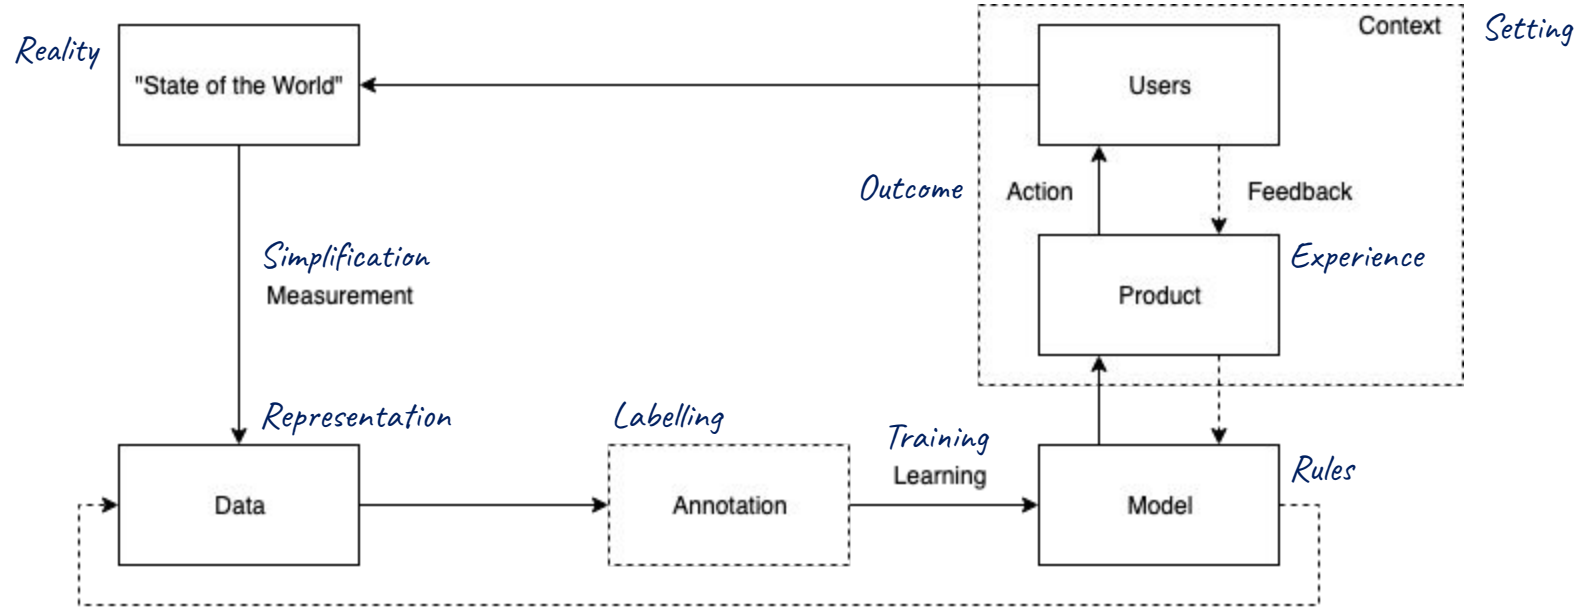 Reality
"State of the World"
Context
Setting
Users
Outcome
Action
Feedback
Simplification
Measurement
Product
Experience
Representation
Labelling
Training
Learning
Data
Annotation
Model
Rules